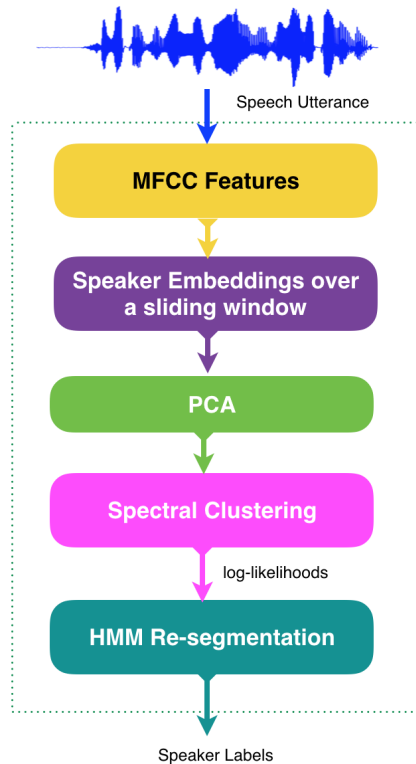 Speech Utterance
MFCC Features
Speaker Embeddings over
a sliding window
PCA
Spectral Clustering
log-likelihoods
HMM Re-segmentation
Speaker Labels